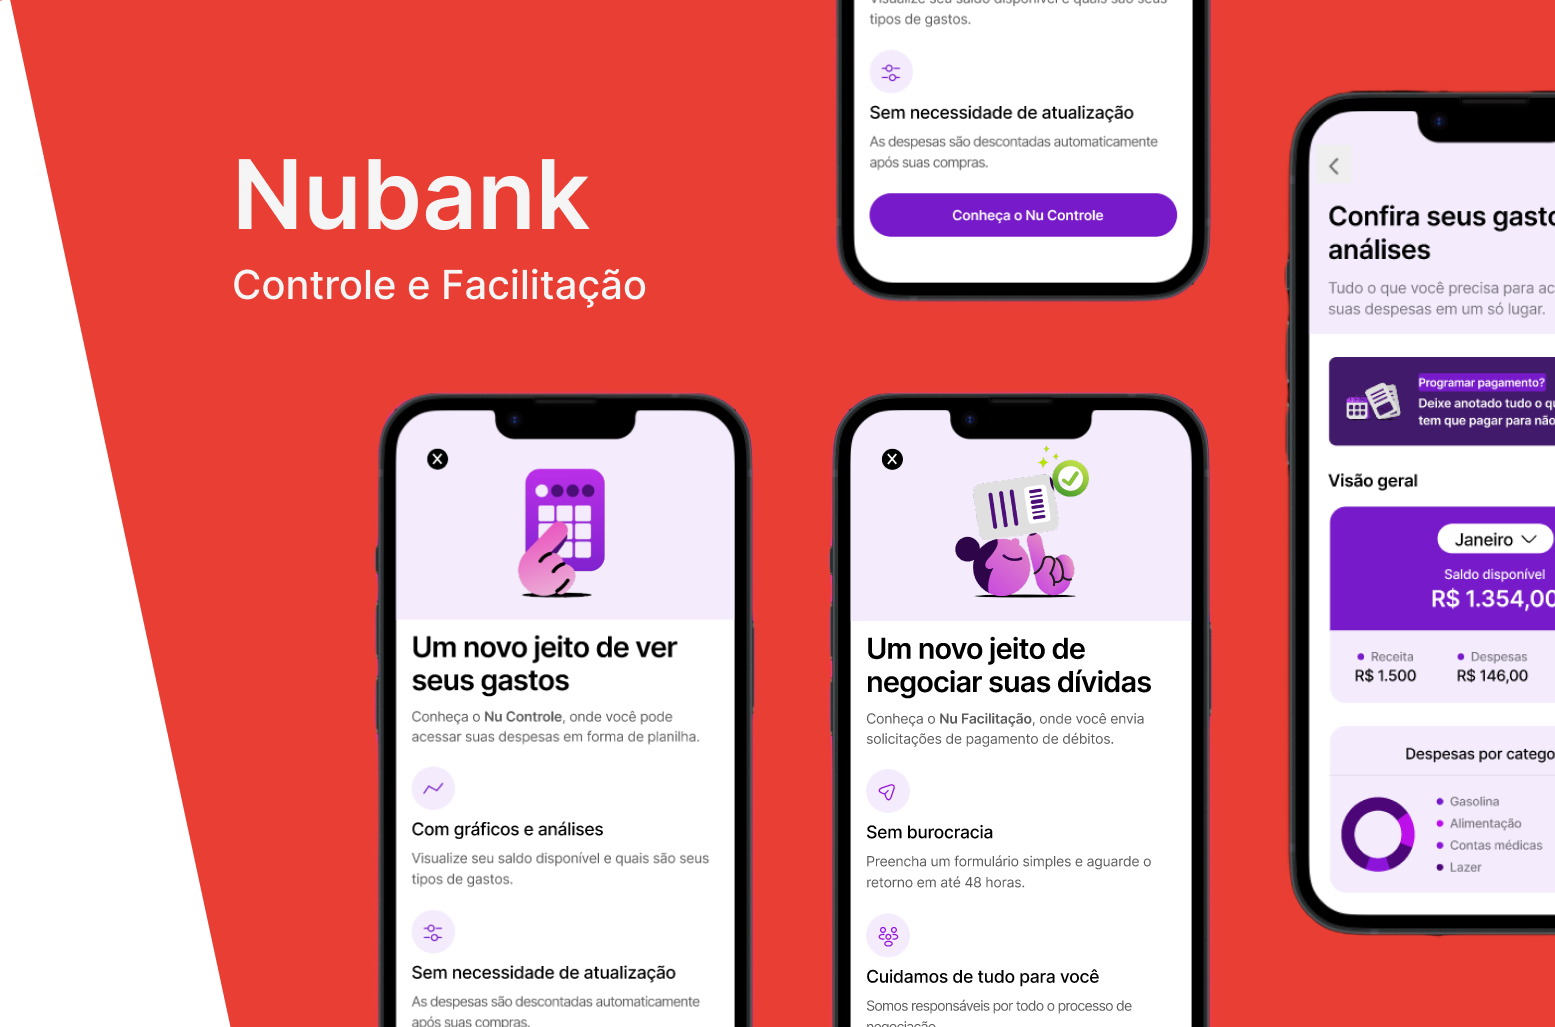 Nubank
Controle e Facilitação
Visualize seu saldo disponível e quais são seus
tipos de gastos.
Sem necessidade de atualização
As despesas são descontadas automaticamente
após suas compras.
Conheça o Nu Controle
Um novo jeito de ver
seus gastos
Conheça o Nu Controle, onde você pode
acessar suas despesas em forma de planilha.
Com gráficos e análises
Visualize seu saldo disponível e quais são seus
tipos de gastos.
Sem necessidade de atualização
As despesas são descontadas automaticamente
após suas compras.
Um novo jeito de
negociar suas dívidas
Conheça o Nu Facilitação, onde você envia
solicitações de pagamento de débitos.
Sem burocracia
Preencha um formulário simples e aguarde o
retorno em até 48 horas.
Cuidamos de tudo para você
Somos responsáveis por todo o processo de
negociação.
Confira seus gasto
análises
Tudo o que você precisa para ac
suas despesas em um só lugar.
Programar pagamento?
Deixe anotado tudo o q
tem que pagar para não
Visão geral
Janeiro
Saldo disponível
R$ 1.354,00
Receita
R$ 1.500
Despesas
R$ 146,00
Despesas por catego
Gasolina
Alimentação
Contas médicas
Lazer